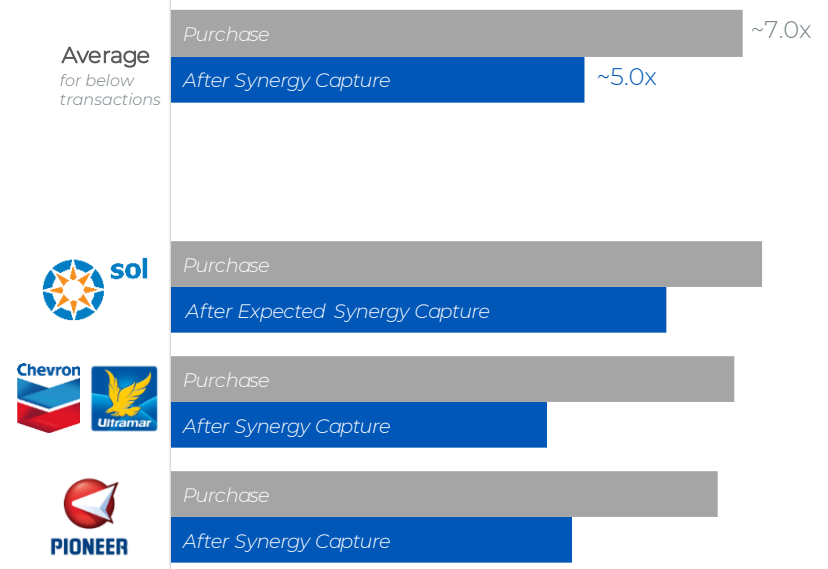 Purchase
~7.0x
Average
for below
transactions
After Synergy Capture
~5.0x
Purchase
sol
After Expected Synergy Capture
Chevron
Ultramar
Purchase
After Synergy Capture
Purchase
PIONEER
After Synergy Capture